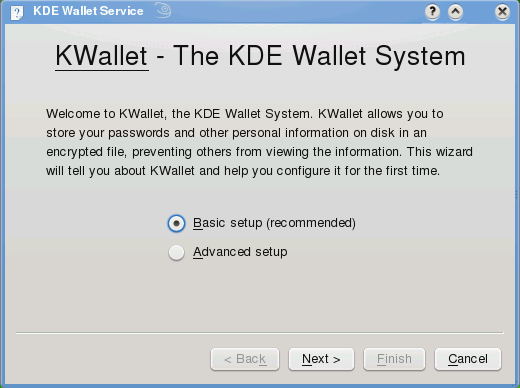 KDE Wallet Service
KWallet - The KDE Wallet System
Welcome to KWallet, the KDE Wallet System. KWallet allows you to
store your passwords and other personal information on disk in an
encrypted file, preventing others from viewing the information. This wizard
will tell you about KWallet and help you configure it for the first time.
Basic setup (recommended)
Advanced setup
< Back Next > Finish Cancel